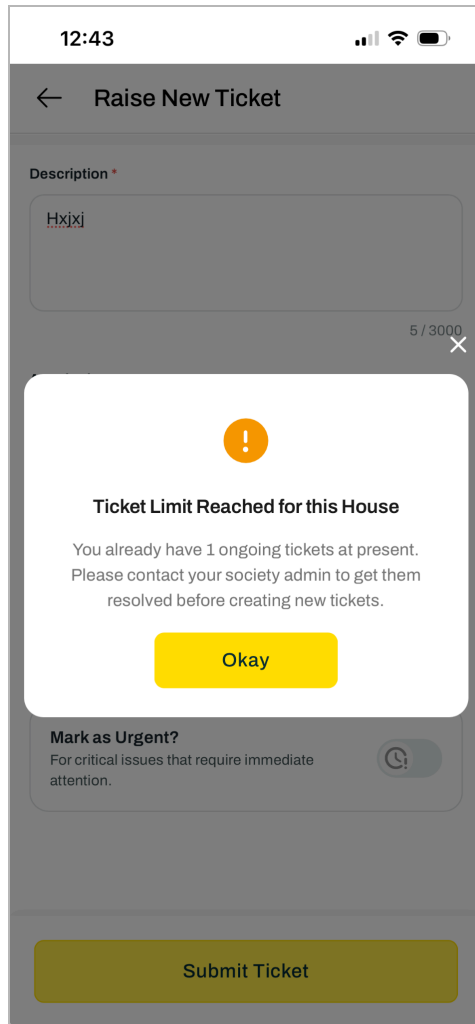 12:43
Raise New Ticket
Description *
Hxjxj
5 / 3000
Ticket Limit Reached for this House
You already have 1 ongoing tickets at present.
Please contact your society admin to get them
resolved before creating new tickets.
Okay
Mark as Urgent?
For critical issues that require immediate
attention.
Submit Ticket